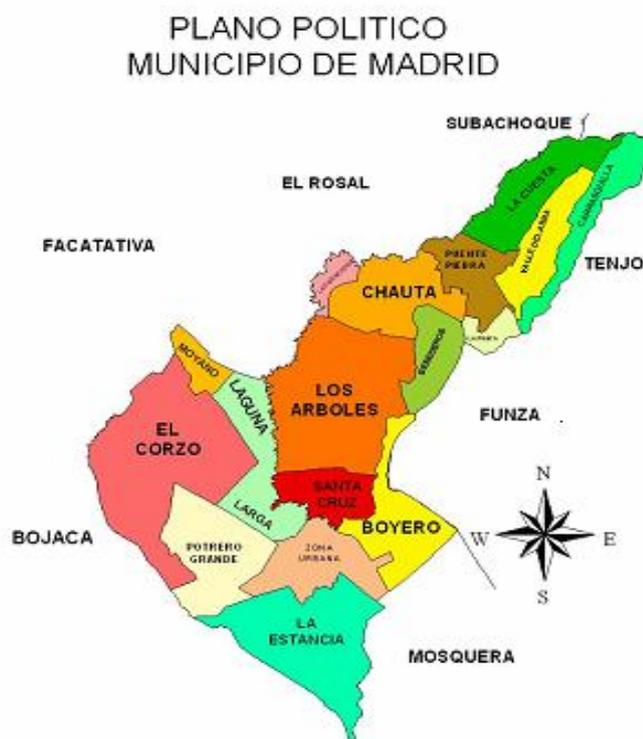 PLANO POLITICO
MUNICIPIO DE MADRID
SUBACHOQUE
EL ROSAL
LA CUESTA
CARRASQUILLA
FACATATIVA
VALLE DO ABRA
PUENTE
PIEDRA
TENJO
CHAUTA
MOYANO
LAGUNA
LOS
ARBOLES
FUNZA
EL
CORZO
SANTA
CRUZ
LARGA
BOYERO
N
W
E
S
BOJACA
POTRERO
GRANDE
ZONA
URBANA
LA
ESTANCIA
MOSQUERA